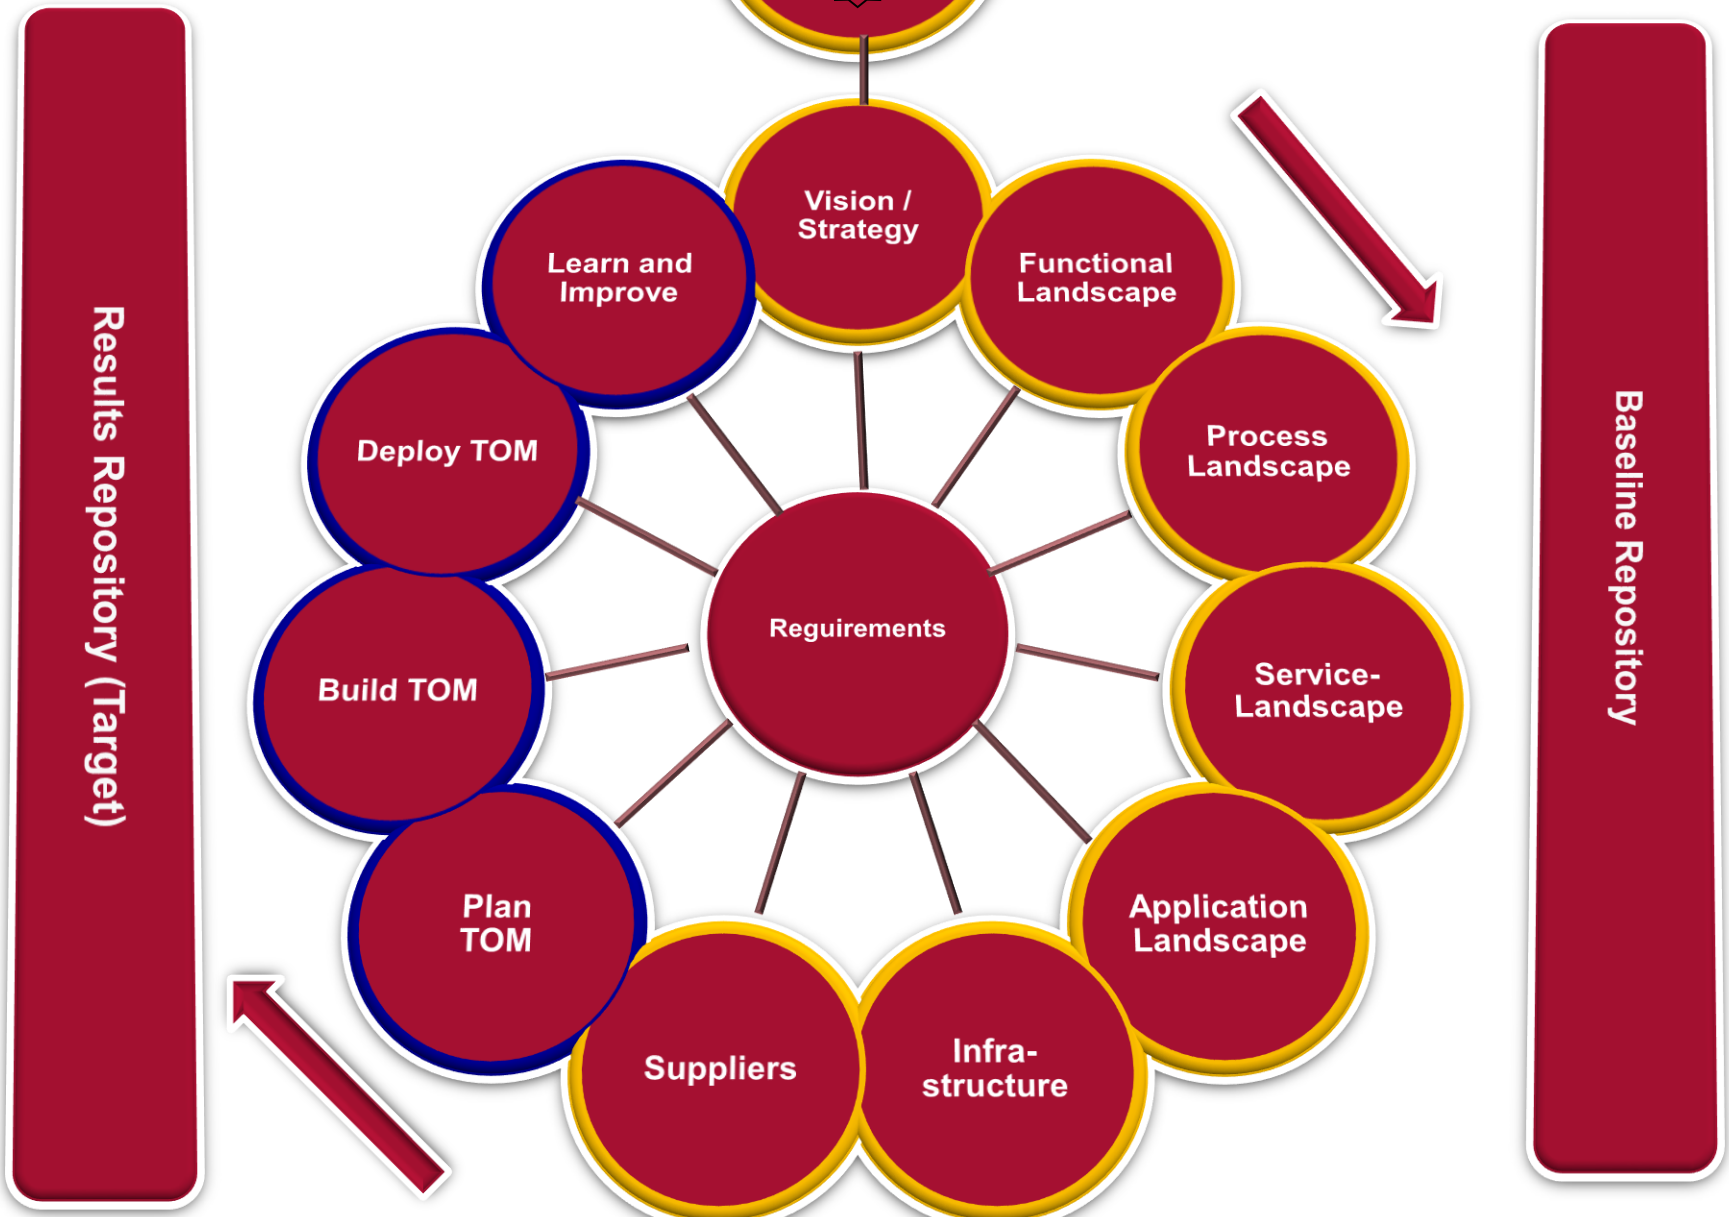 Vision /
Strategy
Functional
Landscape
Process
Landscape
Service-
Landscape
Application
Landscape
Infra-
structure
Suppliers
Plan
TOM
Build TOM
Deploy TOM
Learn and
Improve
Reguirements
Results Repository (Target)
Baseline Repository